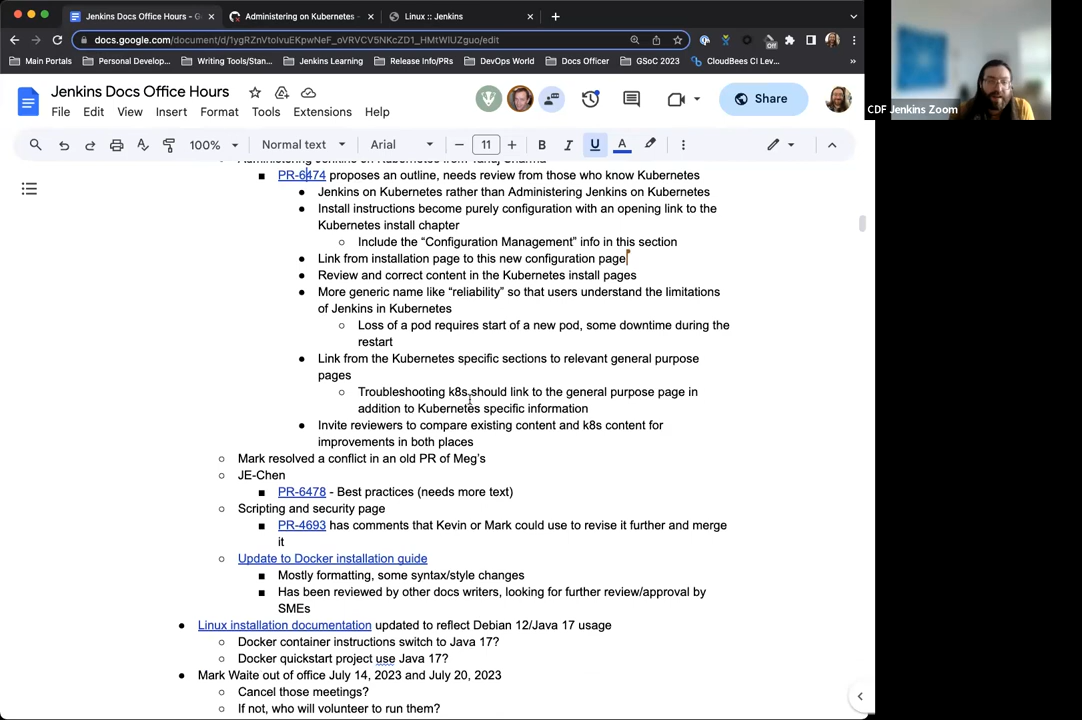 Jenkins Docs Office Hours - G
Administering on Kubernetes
Linux :: Jenkins
docs.google.com/document/d/1ygRZnVtoIvuEKpwNeF_oVRVCV5NKcZD1_HMtWlUZguo/edit
Off
Main Portals
Personal Develop...
Writing Tools/Stan...
Jenkins Learning
Release Info/PRs
DevOps World
Docs Officer
GSoC 2023
CloudBees CI Lev...
CDF Jenkins Zoom
Jenkins Docs Office Hours
File Edit View Insert Format Tools Extensions Help
Share
100% Normal text Arial 11 B I U A
Administering Jenkins on Kubernetes from
PR-6474 proposes an outline, needs review from those who know Kubernetes
Jenkins on Kubernetes rather than Administering Jenkins on Kubernetes
Install instructions become purely configuration with an opening link to the
Kubernetes install chapter
Include the “Configuration Management” info in this section
Link from installation page to this new configuration page
Review and correct content in the Kubernetes install pages
More generic name like “reliability” so that users understand the limitations
of Jenkins in Kubernetes
Loss of a pod requires start of a new pod, some downtime during the
restart
Link from the Kubernetes specific sections to relevant general purpose
pages
Troubleshooting k8s should link to the general purpose page in
addition to Kubernetes specific information
Invite reviewers to compare existing content and k8s content for
improvements in both places
Mark resolved a conflict in an old PR of Meg’s
JE-Chen
PR-6478 - Best practices (needs more text)
Scripting and security page
PR-4693 has comments that Kevin or Mark could use to revise it further and merge
it
Update to Docker installation guide
Mostly formatting, some syntax/style changes
Has been reviewed by other docs writers, looking for further review/approval by
SMEs
Linux installation documentation updated to reflect Debian 12/Java 17 usage
Docker container instructions switch to Java 17?
Docker quickstart project use Java 17?
Mark Waite out of office July 14, 2023 and July 20, 2023
Cancel those meetings?
If not, who will volunteer to run them?